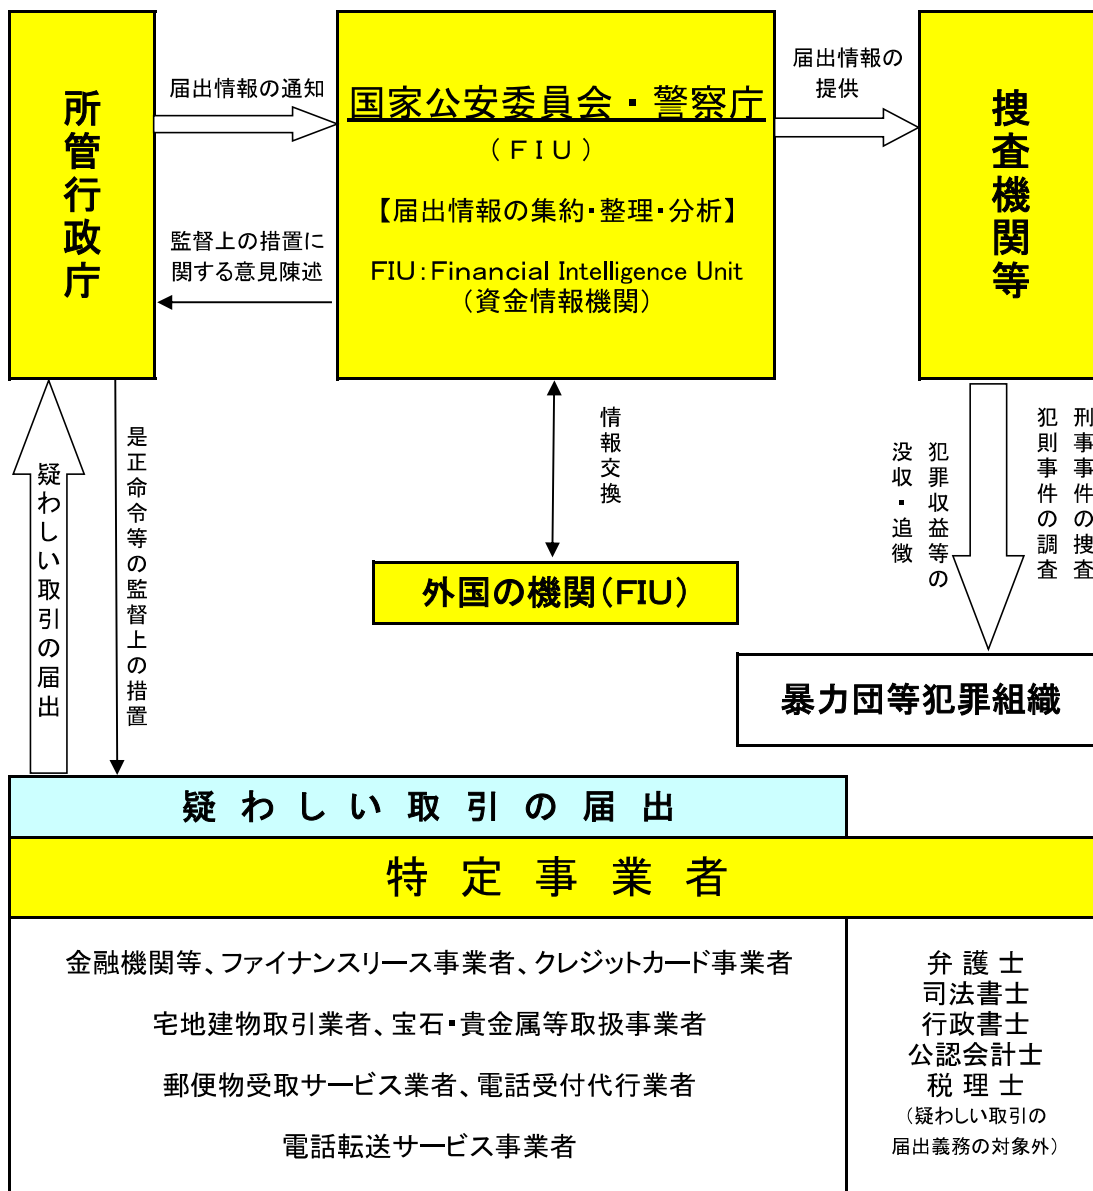 所管行政庁
届出情報の通知
国家公安委員会・警察庁
(FIU)
【届出情報の集約・整理・分析】
FIU:Financial Intelligence Unit
(資金情報機関)
届出情報の
提供
捜査機関等
監督上の措置に
関する意見陳述
疑わしい取引の届出
是正命令等の監督上の措置
情報交換
外国の機関(FIU)
刑事事件の捜査
犯則事件の調査
犯罪収益等の
没収・追徴
暴力団等犯罪組織
疑わしい取引の届出
特定事業者
金融機関等、ファイナンスリース事業者、クレジットカード事業者
宅地建物取引業者、宝石・貴金属等取扱事業者
郵便物受取サービス業者、電話受付代行業者
電話転送サービス事業者
弁護士
司法書士
行政書士
公認会計士
税理士
(疑わしい取引の
届出義務の対象外)